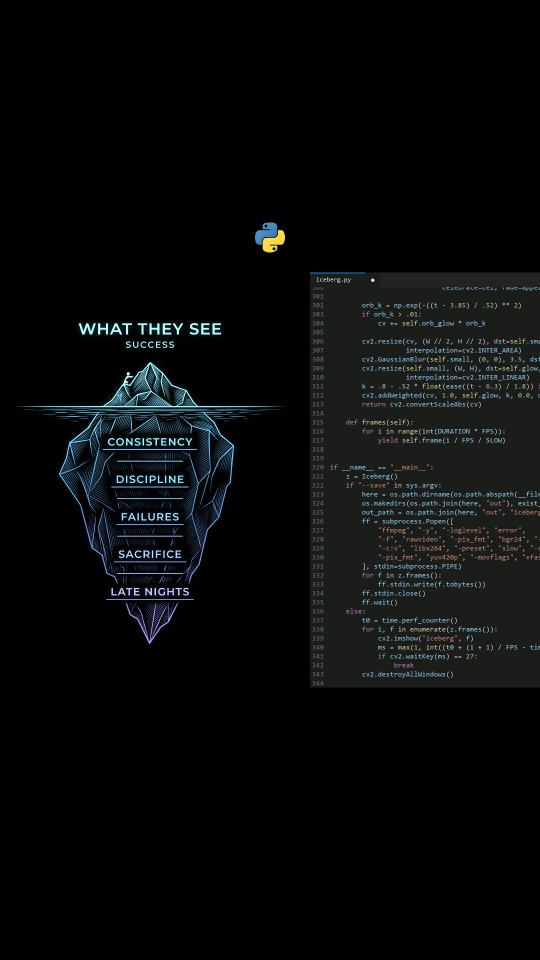 WHAT THEY SEE
SUCCESS
CONSISTENCY
DISCIPLINE
FAILURES
SACRIFICE
LATE NIGHTS
iceberg.py
301
302 orb_k = np.exp(-((t - 3.85) / .52) ** 2)
303 if orb_k > .01:
304 cv += self.orb_glow * orb_k
305
306 cv2.resize(cv, (W // 2, H // 2), dst=self.smal
307 interpolation=cv2.INTER_AREA)
308 cv2.GaussianBlur(self.small, (0, 0), 3.5, dst
309 cv2.resize(self.small, (W, H), dst=self.glow,
310 interpolation=cv2.INTER_LINEAR)
311 k = .8 - .52 * float(ease((t - 6.3) / 1.8))
312 cv2.addWeighted(cv, 1.0, self.glow, k, 0.0, c
313 return cv2.convertScaleAbs(cv)
314
315 def frames(self):
316 for i in range(int(DURATION * FPS)):
317 yield self.frame(i / FPS / SLOW)
318
319
320 if __name__ == "__main__":
321 z = Iceberg()
322 if "--save" in sys.argv:
323 here = os.path.dirname(os.path.abspath(__file
324 os.makedirs(os.path.join(here, "out"), exist_
325 out_path = os.path.join(here, "out", "iceberg
326 ff = subprocess.Popen([
327 "ffmpeg", "-y", "-loglevel", "error",
328 "-f", "rawvideo", "-pix_fmt", "bgr24", "-
329 "-c:v", "libx264", "-preset", "slow", "-c
330 "-pix_fmt", "yuv420p", "-movflags", "+fas
331 ], stdin=subprocess.PIPE)
332 for f in z.frames():
333 ff.stdin.write(f.tobytes())
334 ff.stdin.close()
335 ff.wait()
336 else:
337 t0 = time.perf_counter()
338 for i, f in enumerate(z.frames()):
339 cv2.imshow("iceberg", f)
340 ms = max(1, int((t0 + (i + 1) / FPS - tim
341 if cv2.waitKey(ms) == 27:
342 break
343 cv2.destroyAllWindows()
344